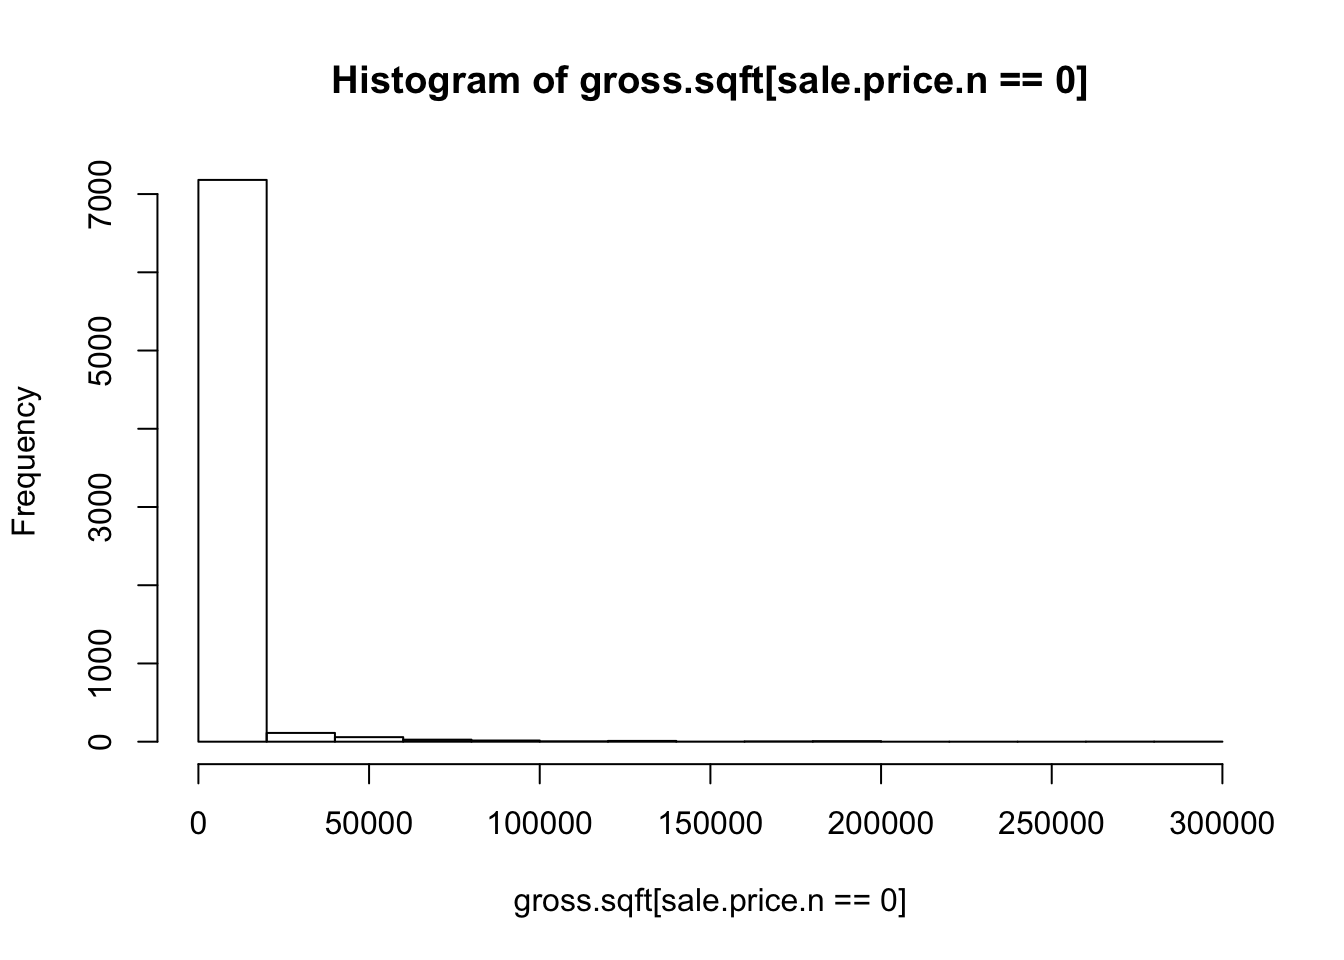 Histogram of gross.sqft[sale.price.n == 0]
Frequency
7000
5000
3000
1000
0
0 50000 100000 150000 200000 250000 300000
gross.sqft[sale.price.n == 0]